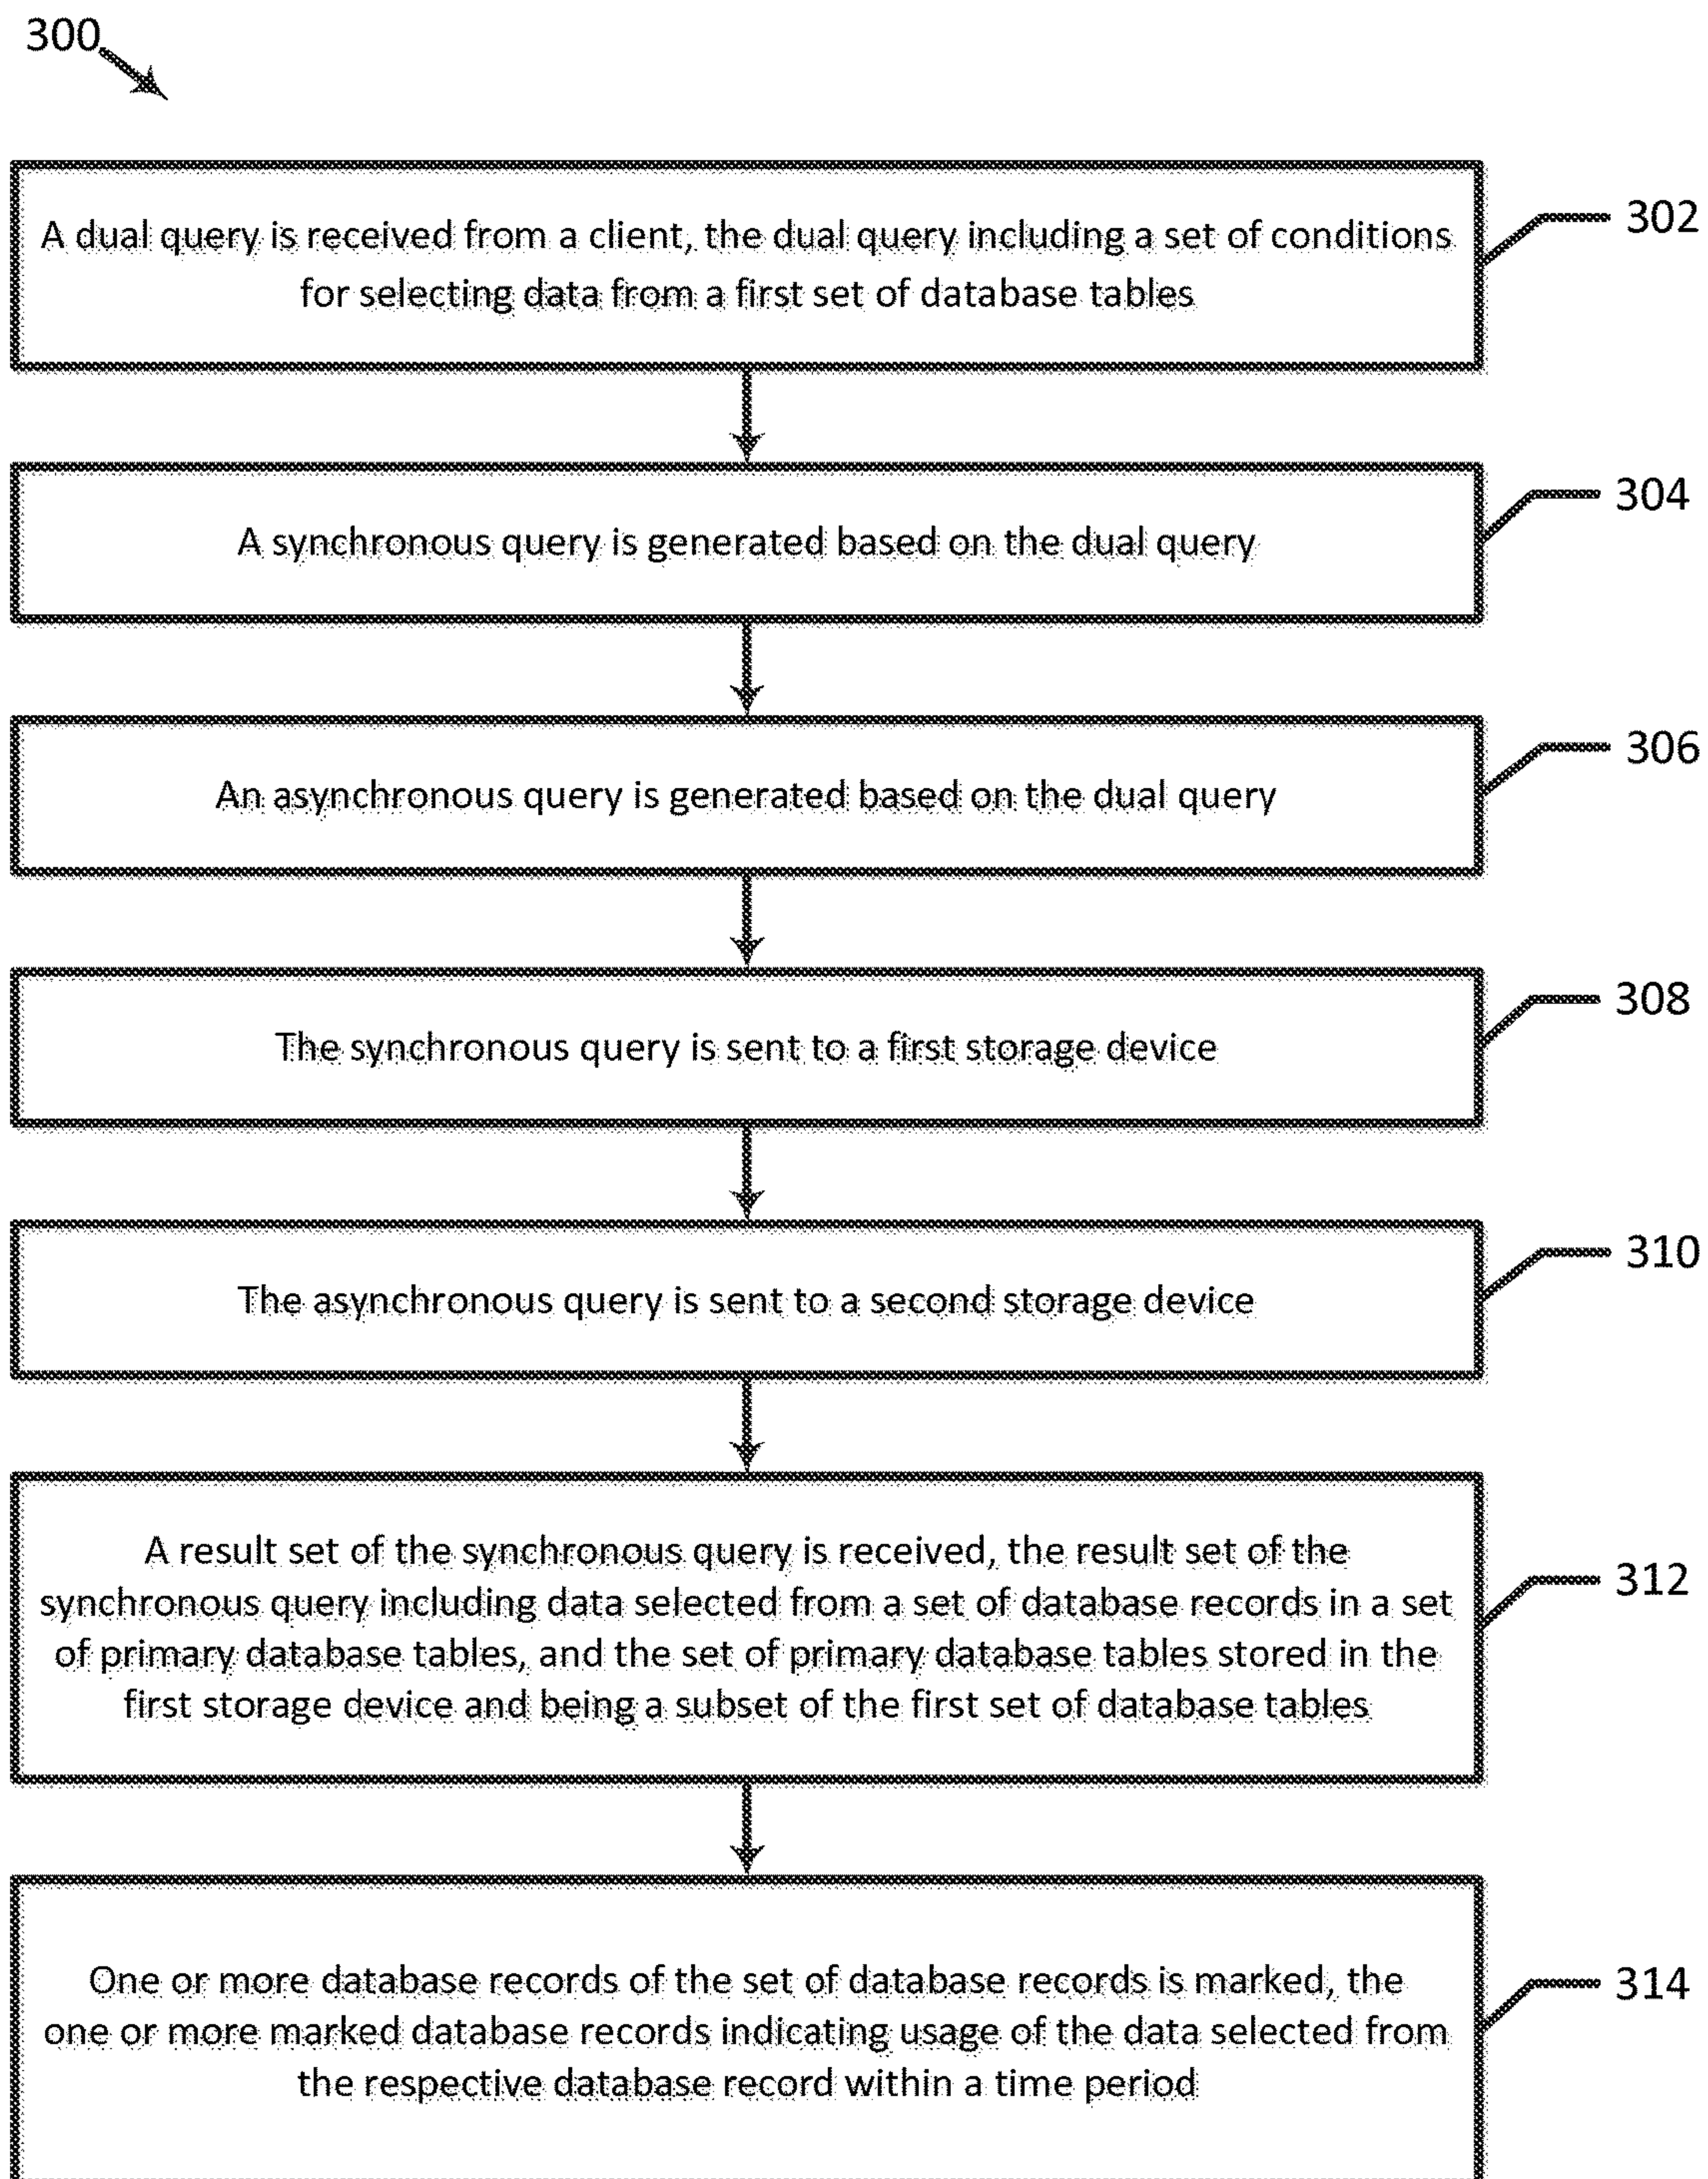 300
A dual query is received from a client, the dual query including a set of conditions
for selecting data from a first set of database tables
302
A synchronous query is generated based on the dual query
304
An asynchronous query is generated based on the dual query
306
The synchronous query is sent to a first storage device
308
The asynchronous query is sent to a second storage device
310
A result set of the synchronous query is received, the result set of the
synchronous query including data selected from a set of database records in a set
of primary database tables, and the set of primary database tables stored in the
first storage device and being a subset of the first set of database tables
312
One or more database records of the set of database records is marked, the
one or more marked database records indicating usage of the data selected from
the respective database record within a time period
314